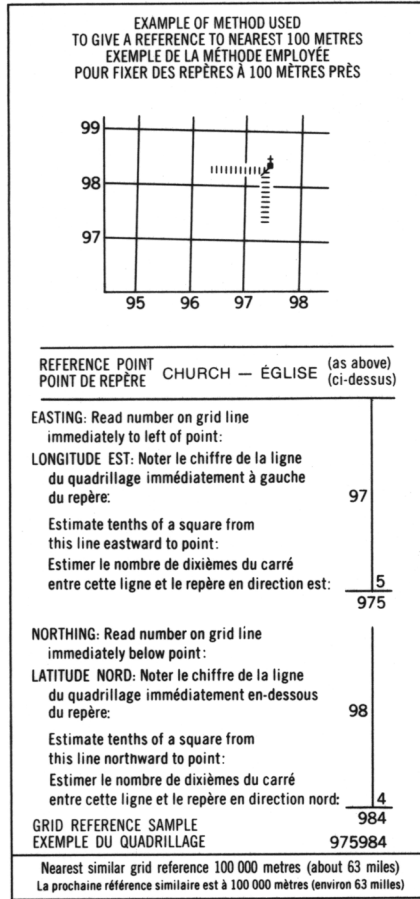 EXAMPLE OF METHOD USED
TO GIVE A REFERENCE TO NEAREST 100 METRES
EXEMPLE DE LA MÉTHODE EMPLOYÉE
POUR FIXER DES REPÈRES À 100 MÈTRES PRÈS
99
98
97
95 96 97 98
REFERENCE POINT
POINT DE REPÈRE
CHURCH — ÉGLISE
(as above)
(ci-dessus)
EASTING: Read number on grid line
immediately to left of point:
LONGITUDE EST: Noter le chiffre de la ligne
du quadrillage immédiatement à gauche
du repère: 97
Estimate tenths of a square from
this line eastward to point:
Estimer le nombre de dixièmes du carré
entre cette ligne et le repère en direction est: 5
975
NORTHING: Read number on grid line
immediately below point:
LATITUDE NORD: Noter le chiffre de la ligne
du quadrillage immédiatement en-dessous
du repère: 98
Estimate tenths of a square from
this line northward to point:
Estimer le nombre de dixièmes du carré
entre cette ligne et le repère en direction nord: 4
984
GRID REFERENCE SAMPLE
EXEMPLE DU QUADRILLAGE 975984
Nearest similar grid reference 100 000 metres (about 63 miles)
La prochaine référence similaire est à 100 000 mètres (environ 63 milles)